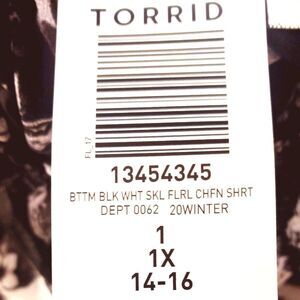 TORRID
FL 17
13454345
BTTM BLK WHT SKL FLRL CHFN SHRT
DEPT 0062 20WINTER
1
1X
14-16